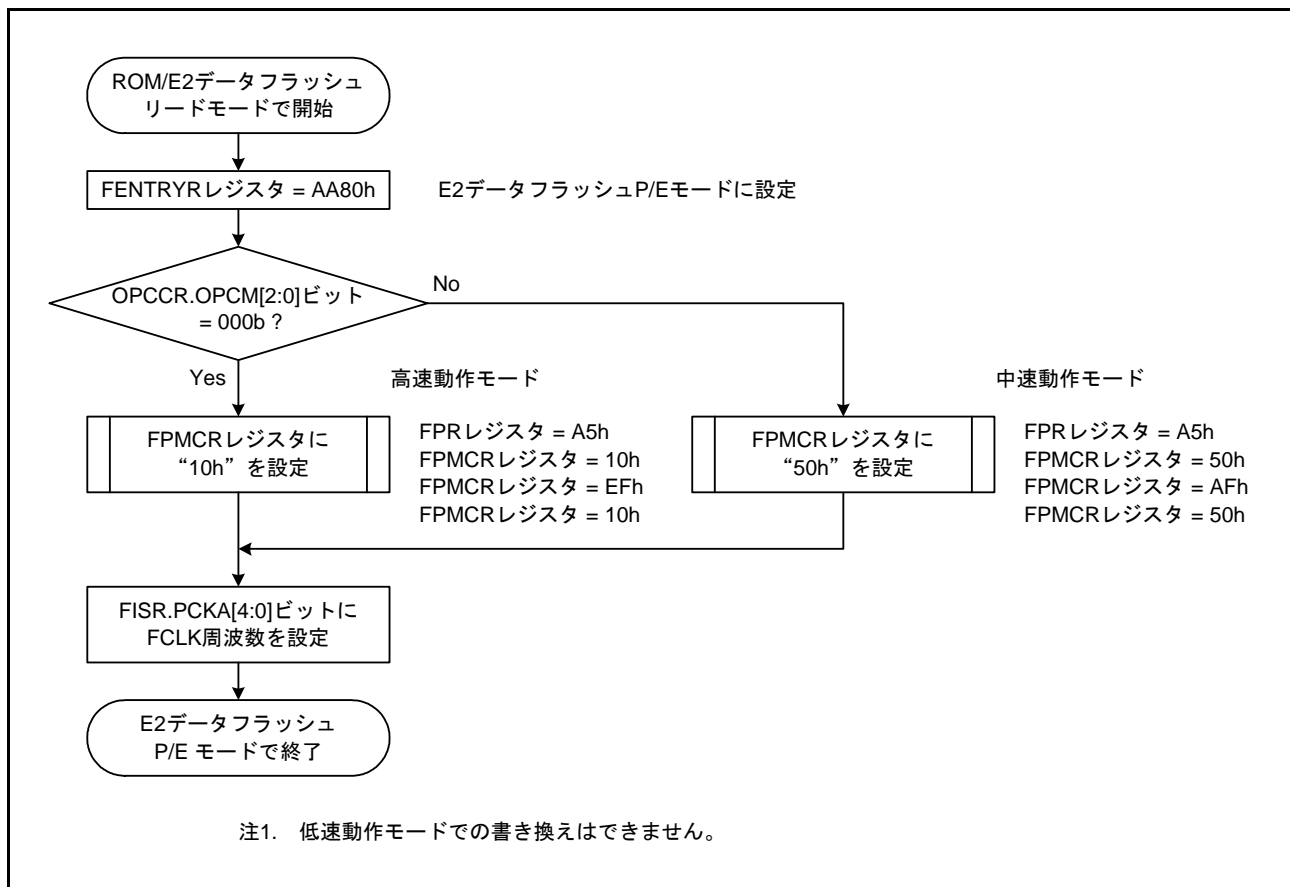 ROM/E2データフラッシュ
リードモードで開始
FENTRYRレジスタ = AA80h
E2データフラッシュP/Eモードに設定
OPCCR.OPCM[2:0]ビット
= 000b ?
No
Yes
高速動作モード
中速動作モード
FPMCRレジスタに
“10h” を設定
FPRレジスタ = A5h
FPMCRレジスタ = 10h
FPMCRレジスタ = EFh
FPMCRレジスタ = 10h
FPMCRレジスタに
“50h” を設定
FPRレジスタ = A5h
FPMCRレジスタ = 50h
FPMCRレジスタ = AFh
FPMCRレジスタ = 50h
FISR.PCKA[4:0]ビットに
FCLK周波数を設定
E2データフラッシュ
P/E モードで終了
注1. 低速動作モードでの書き換えはできません。